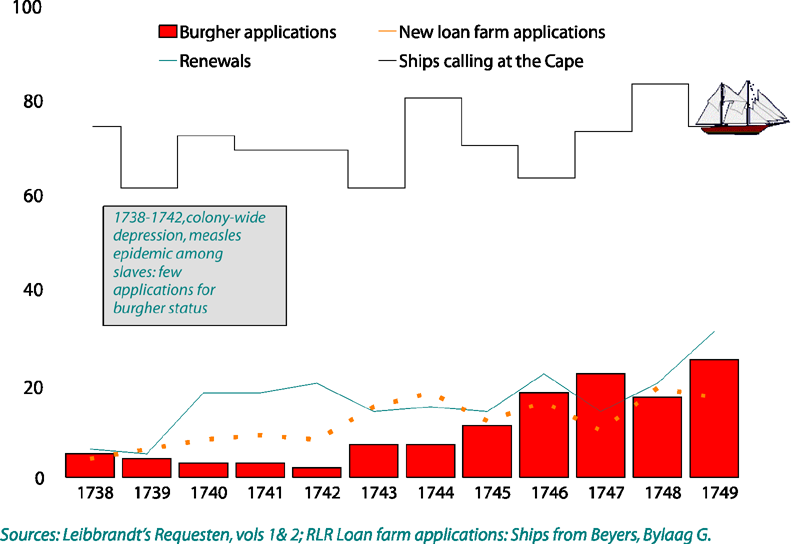 100
Burgher applications
New loan farm applications
Renewals
Ships calling at the Cape
80
60
1738-1742,colony-wide
depression, measles
epidemic among
slaves: few
applications for
burgher status
40
20
0
1738 1739 1740 1741 1742 1743 1744 1745 1746 1747 1748 1749
Sources: Leibbrandt's Requesten, vols 1& 2; RLR Loan farm applications: Ships from Beyers, Bylaag G.